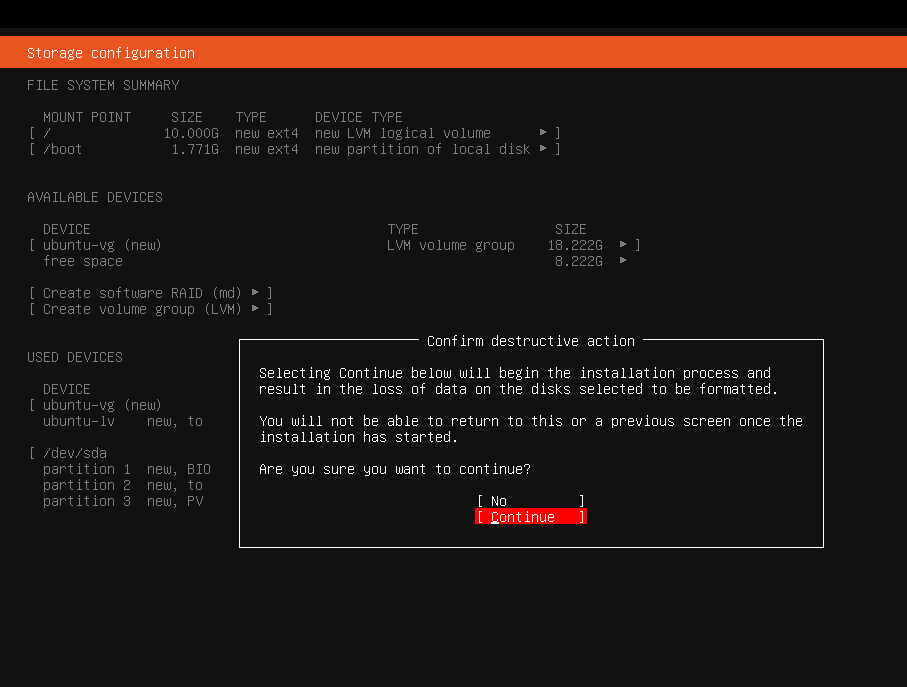 Storage configuration
FILE SYSTEM SUMMARY
MOUNT POINT SIZE TYPE DEVICE TYPE
[ / 10.000G new ext4 new LVM logical volume ▸ ]
[ /boot 1.771G new ext4 new partition of local disk ▸ ]
AVAILABLE DEVICES
DEVICE TYPE SIZE
[ ubuntu-vg (new) LVM volume group 18.222G ▸ ]
free space 8.222G ▸
[ Create software RAID (md) ▸ ]
[ Create volume group (LVM) ▸ ]
USED DEVICES
DEVICE
[ ubuntu-vg (new)
ubuntu-lv new, to
[ /dev/sda
partition 1 new, BIO
partition 2 new, to
partition 3 new, PV
Confirm destructive action
Selecting Continue below will begin the installation process and
result in the loss of data on the disks selected to be formatted.
You will not be able to return to this or a previous screen once the
installation has started.
Are you sure you want to continue?
[ No ]
[ Continue ]